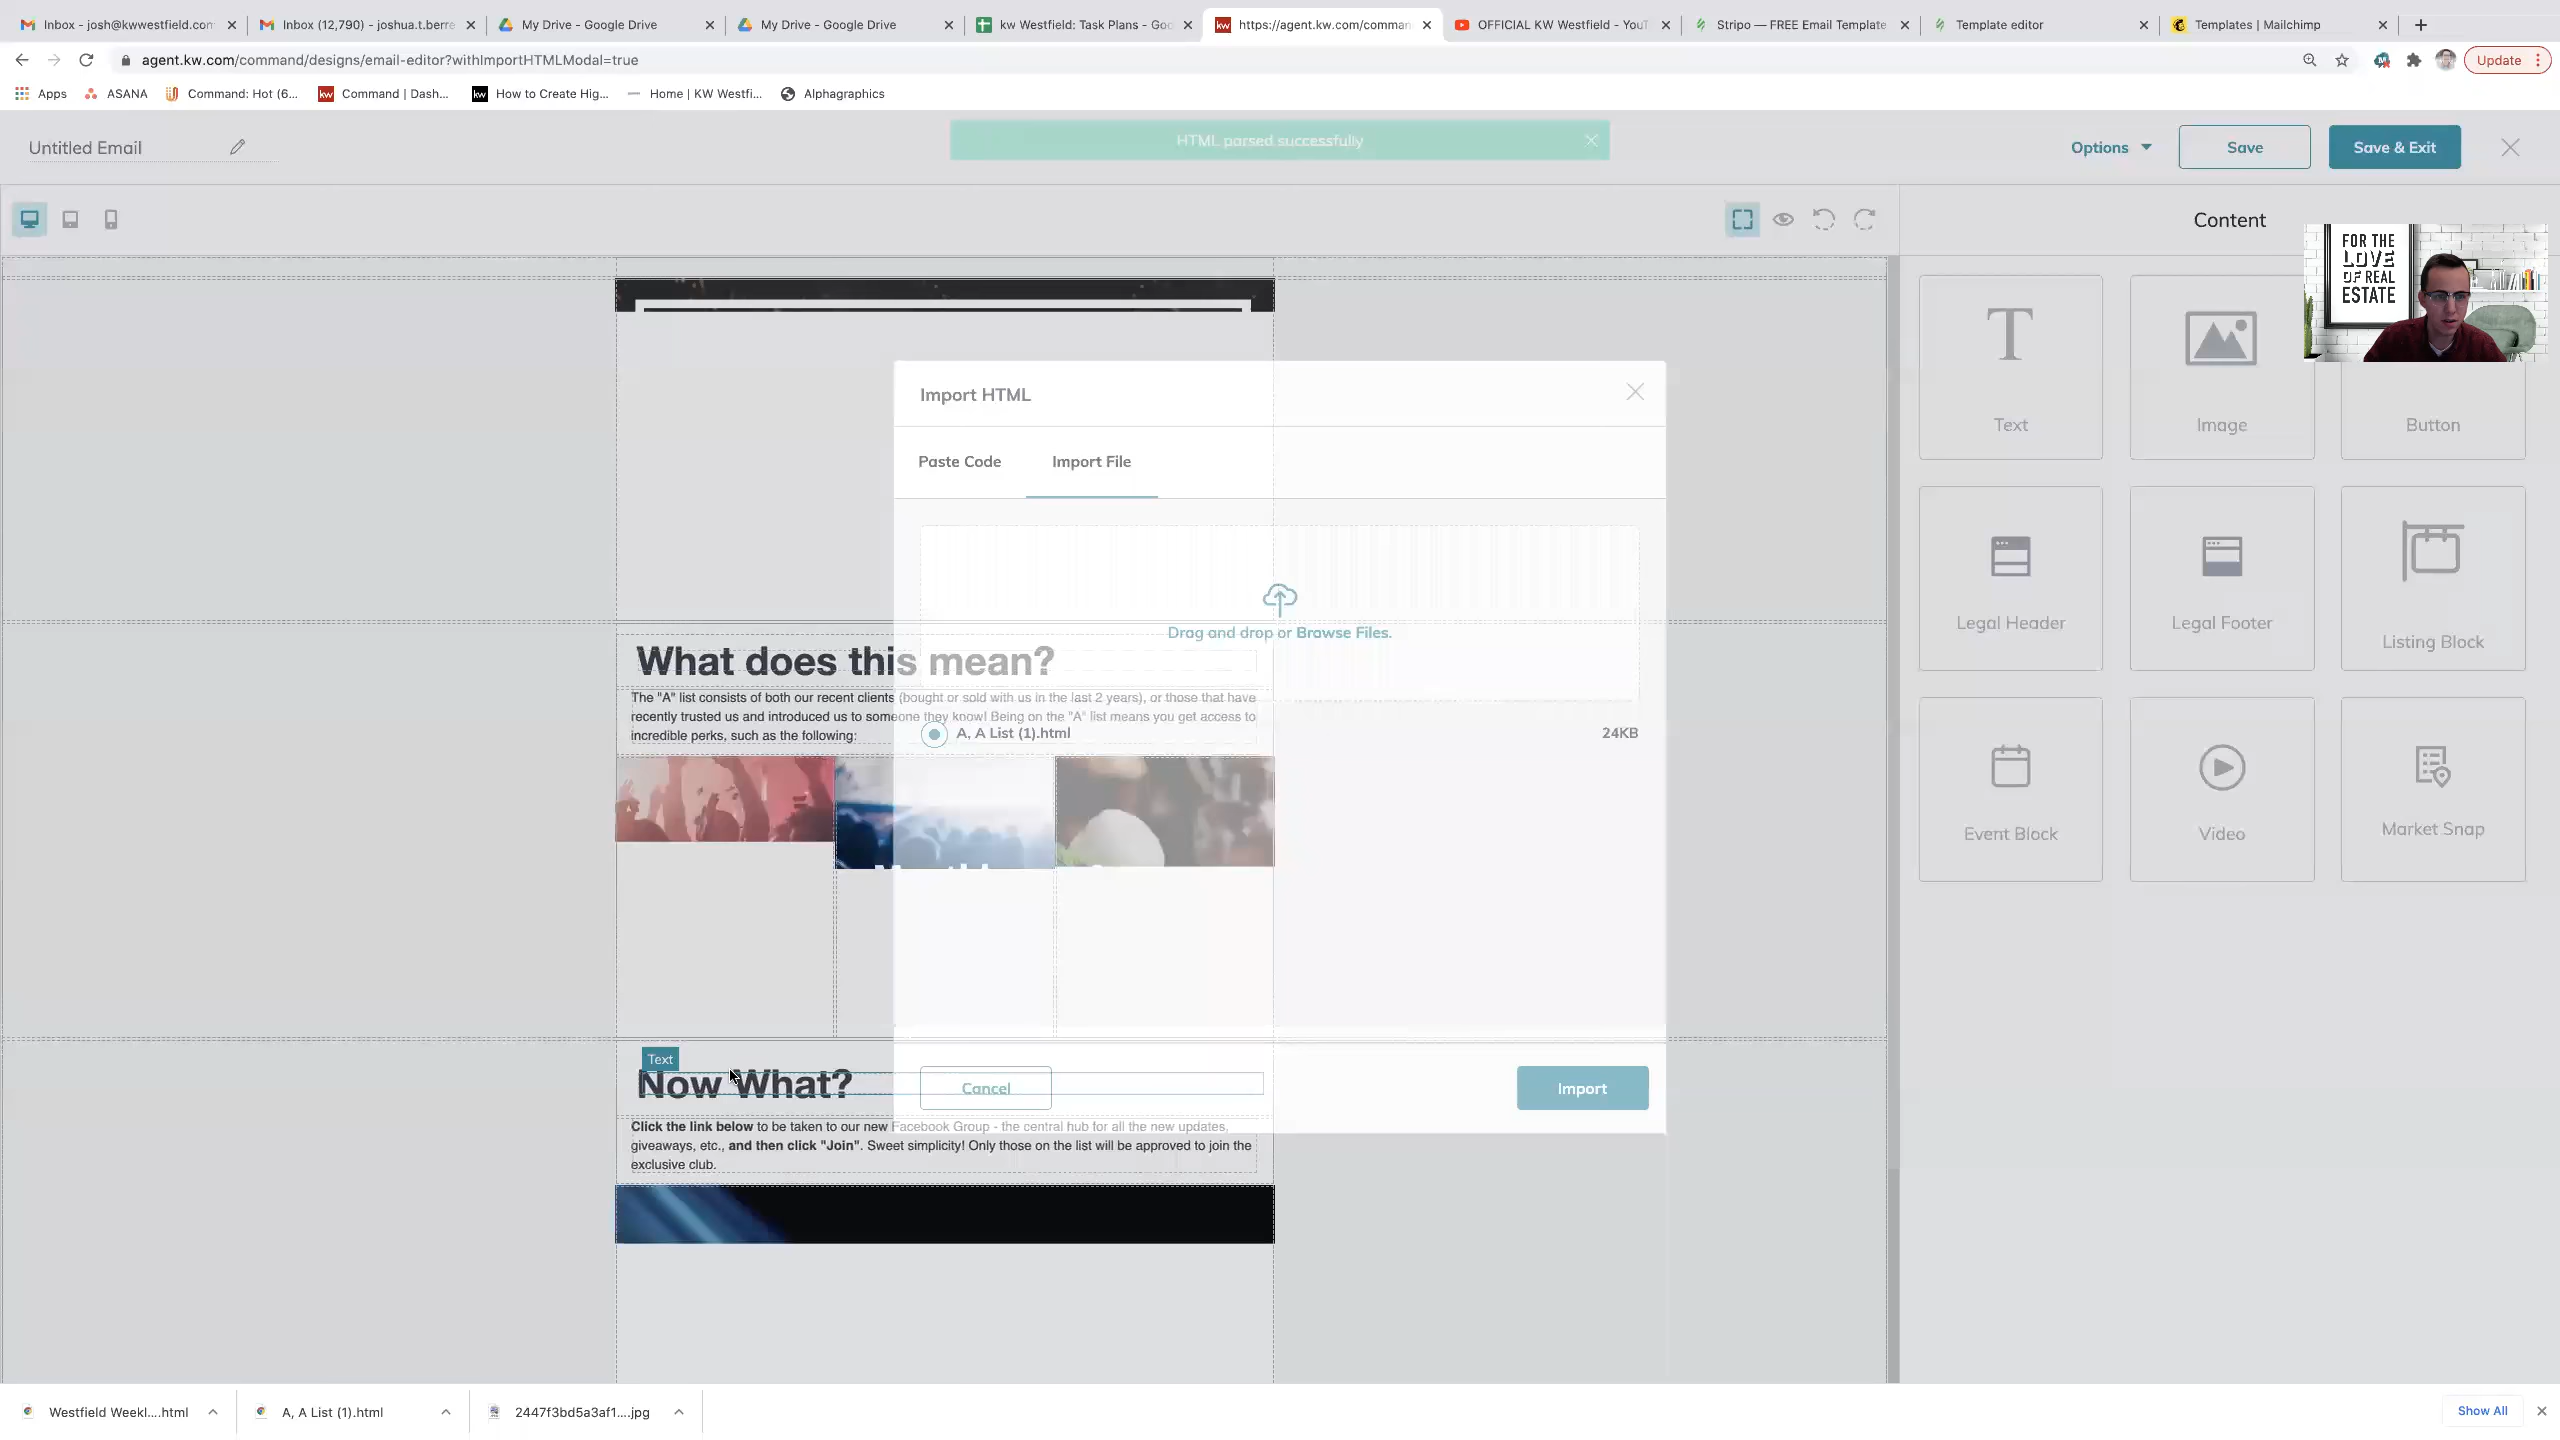 Inbox - josh@kwwestfield.com
Inbox (12,790) - joshua.t.berre
My Drive - Google Drive
My Drive - Google Drive
kw Westfield: Task Plans - Goo
https://agent.kw.com/comman
OFFICIAL KW Westfield - YouT
Stripo — FREE Email Template
Template editor
Templates | Mailchimp
agent.kw.com/command/designs/email-editor?withImportHTMLModal=true
Update
Apps
ASANA
Command: Hot (6...
kw Command | Dash...
kw How to Create Hig...
Home | KW Westfi...
Alphagraphics
Untitled Email
HTML parsed successfully
Options
Save
Save & Exit
Content
FOR THE
LOVE
OF REAL
ESTATE
Text
Image
Button
Import HTML
Paste Code
Import File
Drag and drop or Browse Files.
A, A List (1).html
24KB
Cancel
Import
Legal Header
Legal Footer
Listing Block
Event Block
Video
Market Snap
What does this mean?
The "A" list consists of both our recent clients (bought or sold with us in the last 2 years), or those that have
recently trusted us and introduced us to someone they know! Being on the "A" list means you get access to
incredible perks, such as the following:
Text
Now What?
Click the link below to be taken to our new Facebook Group - the central hub for all the new updates,
giveaways, etc., and then click "Join". Sweet simplicity! Only those on the list will be approved to join the
exclusive club.
Westfield Weekl....html
A, A List (1).html
2447f3bd5a3af1....jpg
Show All